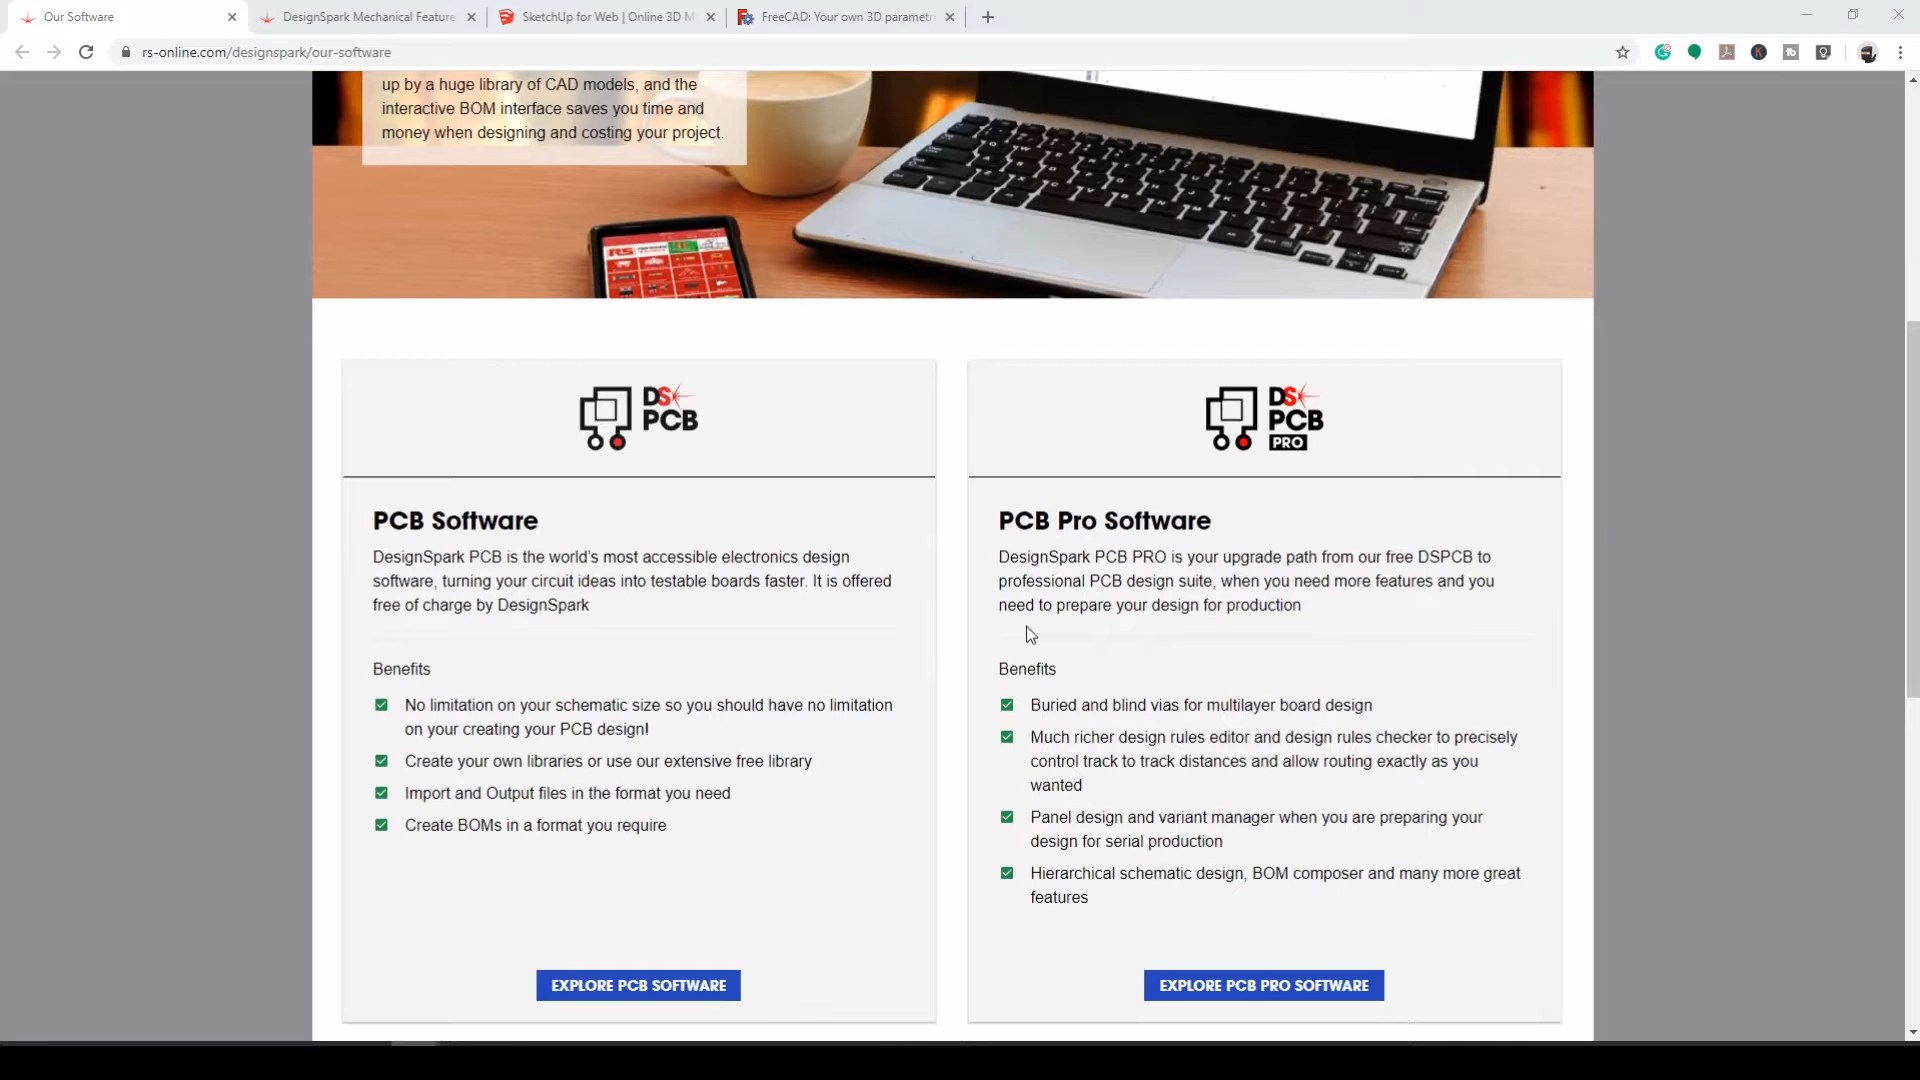 Our Software
DesignSpark Mechanical Feature
SketchUp for Web | Online 3D M
FreeCAD: Your own 3D parametri
rs-online.com/designspark/our-software
up by a huge library of CAD models, and the
interactive BOM interface saves you time and
money when designing and costing your project.
RS
DS
PCB
DS
PCB
PRO
PCB Software
DesignSpark PCB is the world's most accessible electronics design
software, turning your circuit ideas into testable boards faster. It is offered
free of charge by DesignSpark
Benefits
No limitation on your schematic size so you should have no limitation
on your creating your PCB design!
Create your own libraries or use our extensive free library
Import and Output files in the format you need
Create BOMs in a format you require
EXPLORE PCB SOFTWARE
PCB Pro Software
DesignSpark PCB PRO is your upgrade path from our free DSPCB to
professional PCB design suite, when you need more features and you
need to prepare your design for production
Benefits
Buried and blind vias for multilayer board design
Much richer design rules editor and design rules checker to precisely
control track to track distances and allow routing exactly as you
wanted
Panel design and variant manager when you are preparing your
design for serial production
Hierarchical schematic design, BOM composer and many more great
features
EXPLORE PCB PRO SOFTWARE